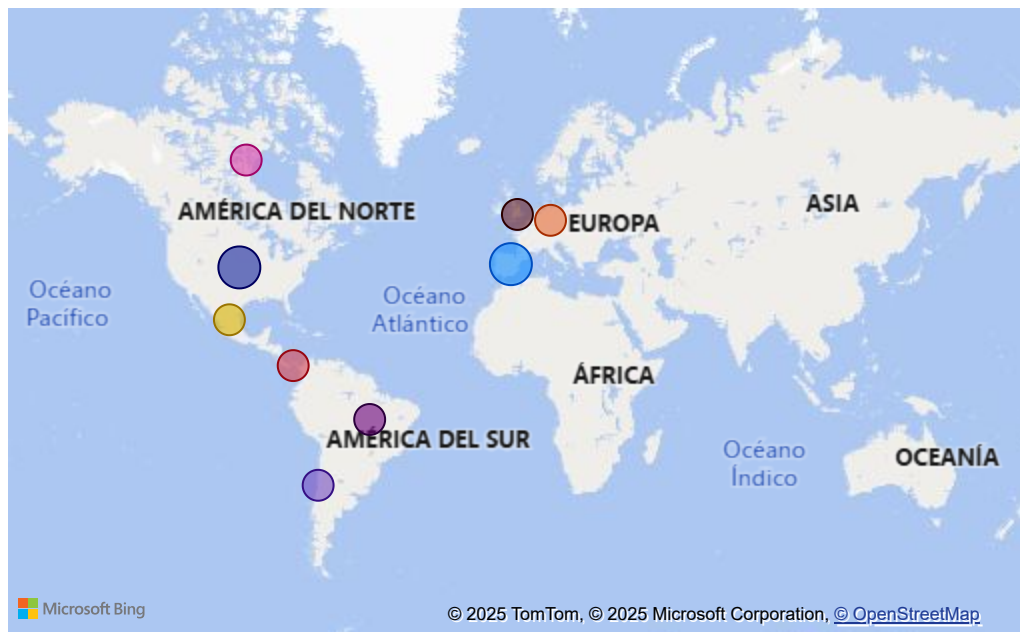 AMÉRICA DEL NORTE
EUROPA
ASIA
Océano
Pacífico
Océano
Atlántico
ÁFRICA
AMÉRICA DEL SUR
Océano
Índico
OCEANÍA
Microsoft Bing
© 2025 TomTom, © 2025 Microsoft Corporation, © OpenStreetMap